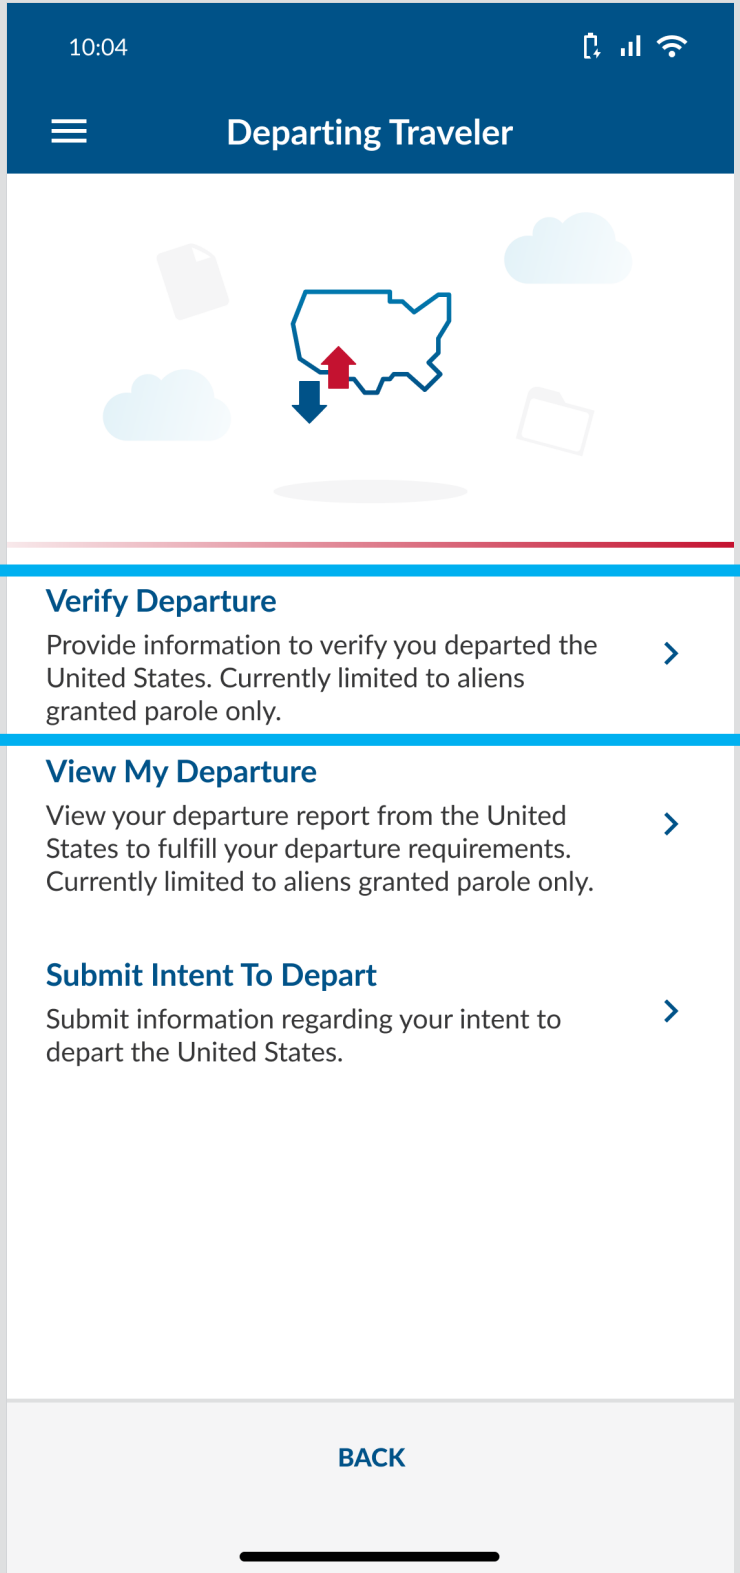 10:04
Departing Traveler
Verify Departure
Provide information to verify you departed the
United States. Currently limited to aliens
granted parole only.
View My Departure
View your departure report from the United
States to fulfill your departure requirements.
Currently limited to aliens granted parole only.
Submit Intent To Depart
Submit information regarding your intent to
depart the United States.
BACK